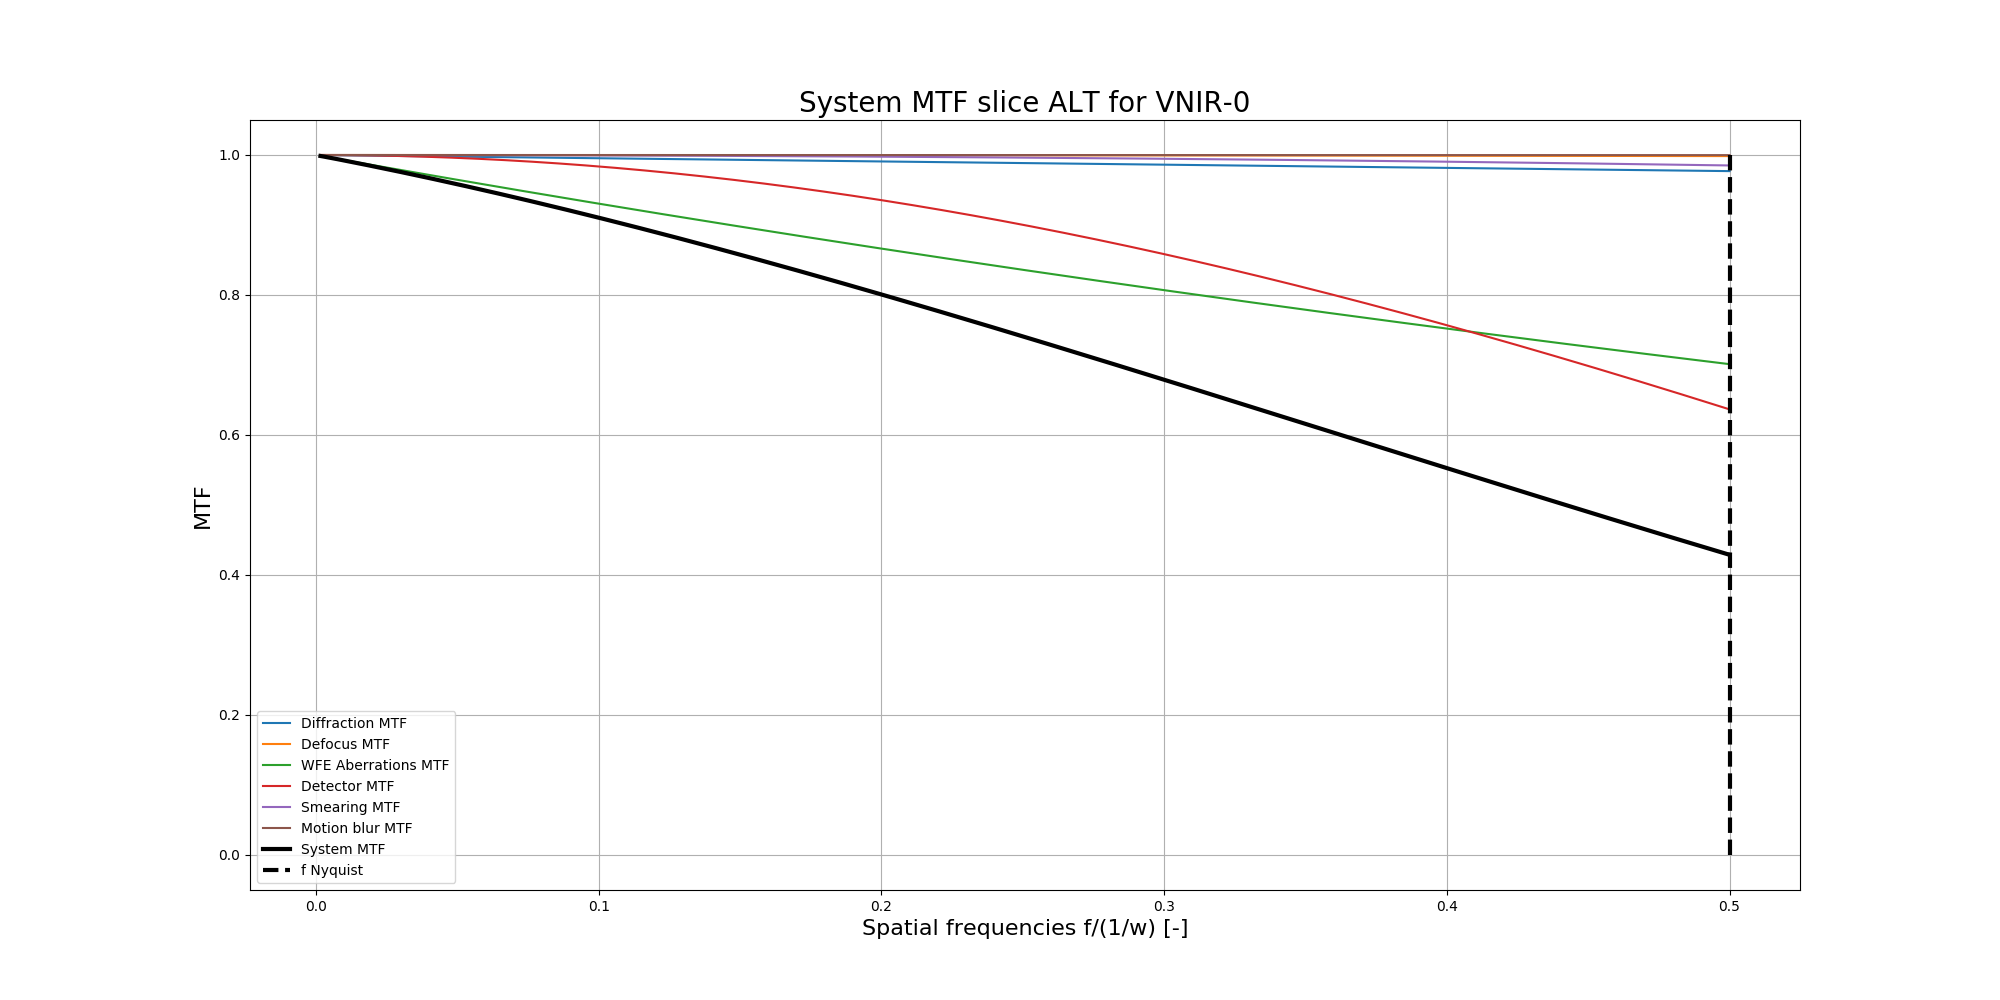 System MTF slice ALT for VNIR-0
1.0
0.8
0.6
0.4
0.2
0.0
MTF
Diffraction MTF
Defocus MTF
WFE Aberrations MTF
Detector MTF
Smearing MTF
Motion blur MTF
System MTF
f Nyquist
0.0 0.1 0.2 0.3 0.4 0.5
Spatial frequencies f/(1/w) [-]